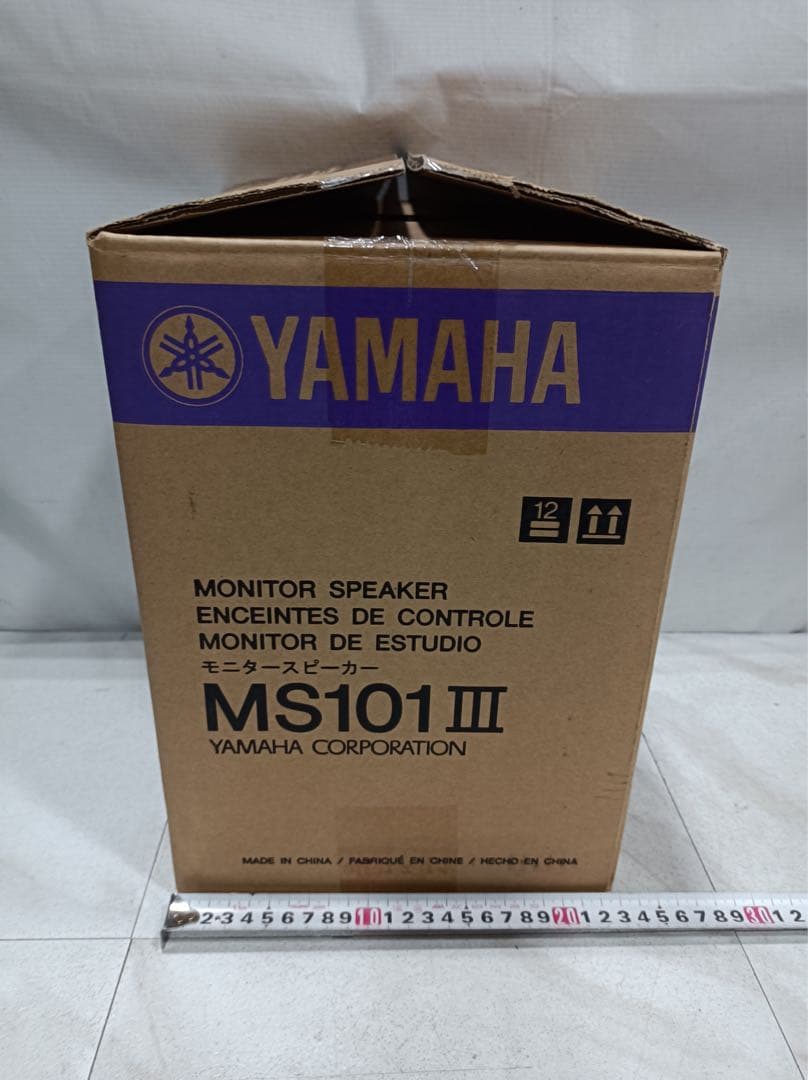 YAMAHA
12
MONITOR SPEAKER
ENCEINTES DE CONTROLE
MONITOR DE ESTUDIO
モニタースピーカー
MS101 III
YAMAHA CORPORATION
MADE IN CHINA / FABRIQUÉ EN CHINE / HECHO EN CHINA
2 3 4 5 6 7 8 9 10 1 2 3 4 5 6 7 8 9 20 1 2 3 4 5 6 7 8 9 30 1 2